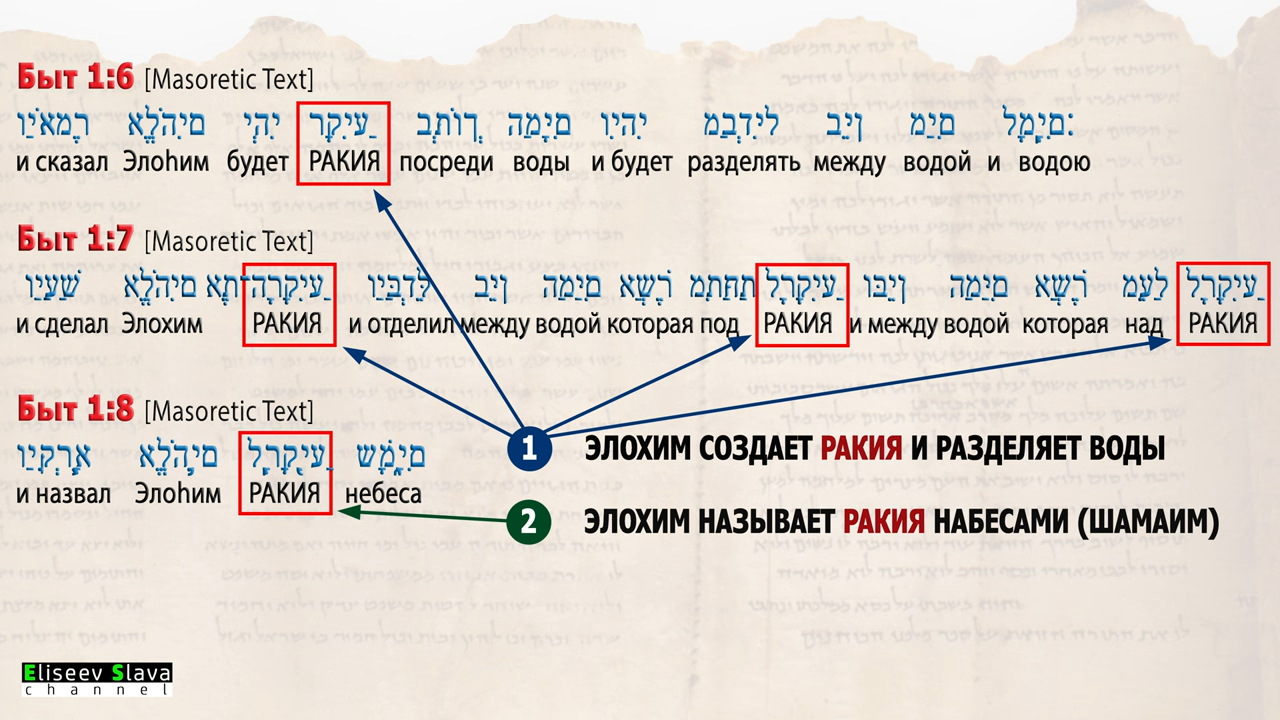 Быт 1:6 [Masoretic Text]
וַיֹּאמֶר אֱלֹהִים יְהִי רָקִיעַ בְּתוֹךְ הַמָּיִם וִיהִי מַבְדִּיל בֵּין מַיִם לָמָיִם׃
и сказал Элоhим будет РАКИЯ посреди воды и будет разделять между водой и водою
Быт 1:7 [Masoretic Text]
וַיַּעַשׂ אֱלֹהִים אֶת־הָרָקִיעַ וַיַּבְדֵּל בֵּין הַמַּיִם אֲשֶׁר מִתַּחַת לָרָקִיעַ וּבֵין הַמַּיִם אֲשֶׁר מֵעַל לָרָקִיעַ
и сделал Элохим РАКИЯ и отделил между водой которая под РАКИЯ и между водой которая над РАКИЯ
Быт 1:8 [Masoretic Text]
וַיִּקְרָא אֱלֹהִים לָרָקִיעַ שָׁמָיִם
и назвал Элоhим РАКИЯ небеса
1 ЭЛОХИМ СОЗДАЕТ РАКИЯ И РАЗДЕЛЯЕТ ВОДЫ
2 ЭЛОХИМ НАЗЫВАЕТ РАКИЯ НАБЕСАМИ (ШАМАИМ)
Eliseev Slava
channel